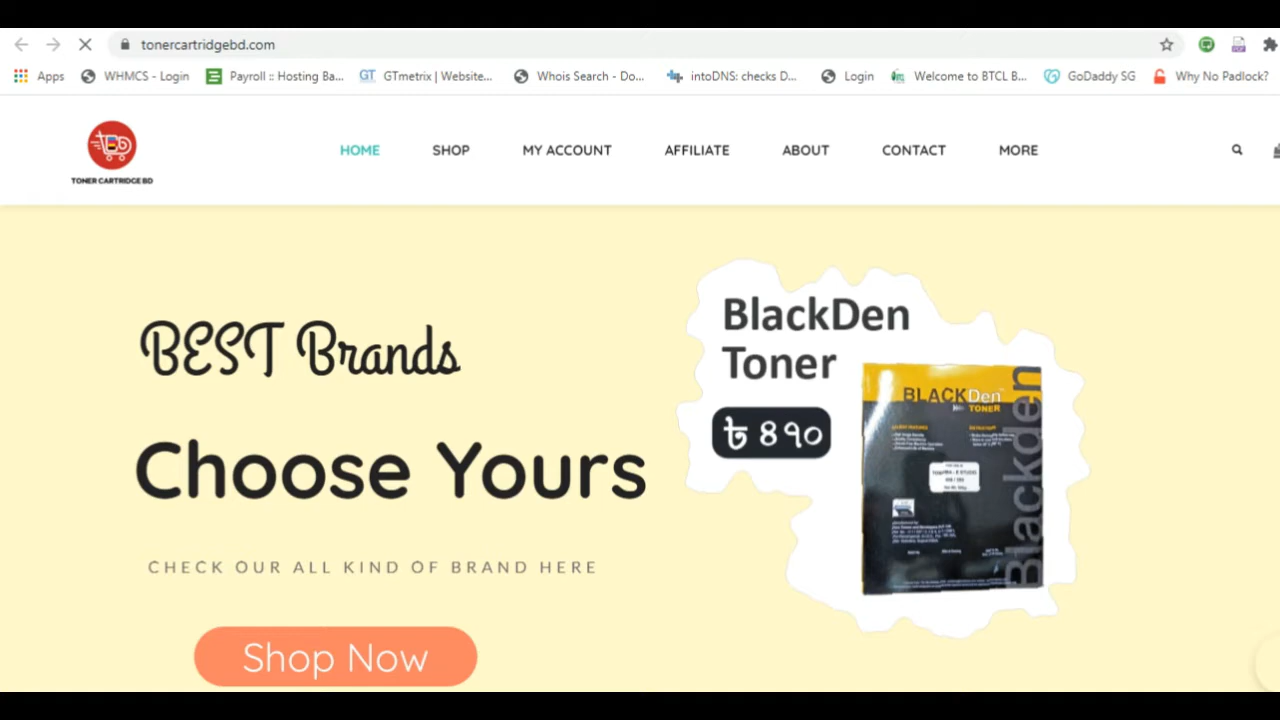 tonercartridgebd.com
Apps WHMCS - Login Payroll :: Hosting Ba... GTmetrix | Website... Whois Search - Do... intoDNS: checks D... Login Welcome to BTCL B... GoDaddy SG Why No Padlock?
TONER CARTRIDGE BD
HOME SHOP MY ACCOUNT AFFILIATE ABOUT CONTACT MORE
BEST Brands
Choose Yours
CHECK OUR ALL KIND OF BRAND HERE
Shop Now
BlackDen
Toner
৳ ৪৭০
BLACKDen
TONER
Blackden